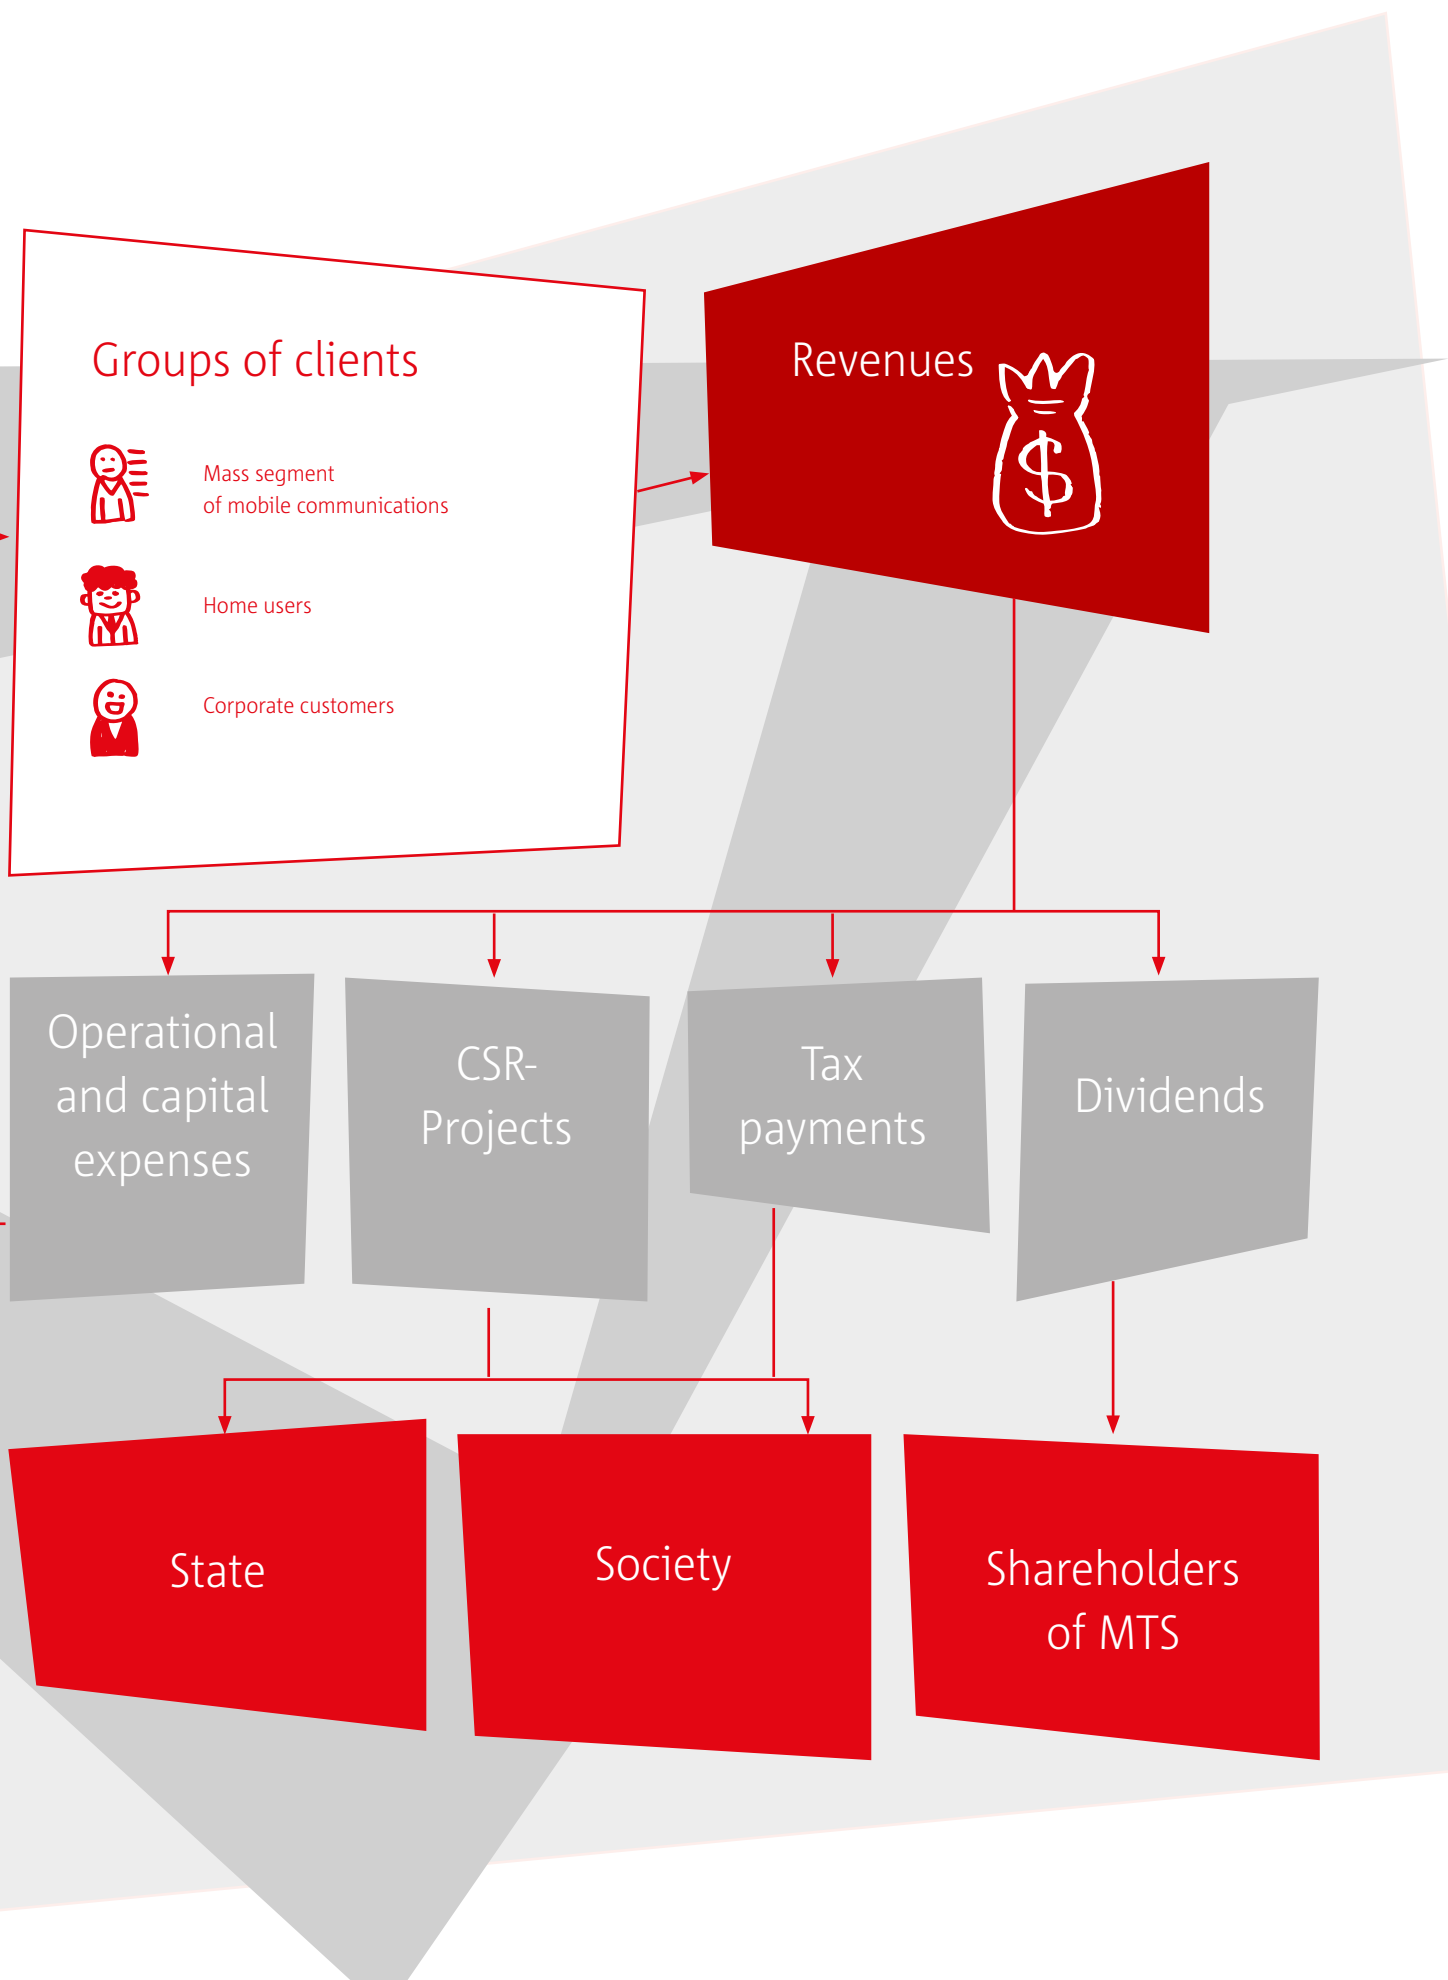 Groups of clients
Mass segment
of mobile communications
Home users
Corporate customers
Revenues
$
Operational
and capital
expenses
CSR-
Projects
Tax
payments
Dividends
State
Society
Shareholders
of MTS